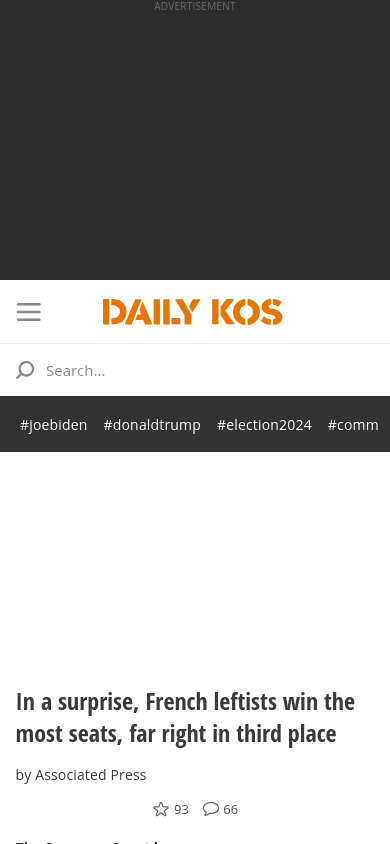 ADVERTISEMENT
DAILY KOS
Search...
#joebiden #donaldtrump #election2024 #comm
In a surprise, French leftists win the
most seats, far right in third place
by Associated Press
93 66